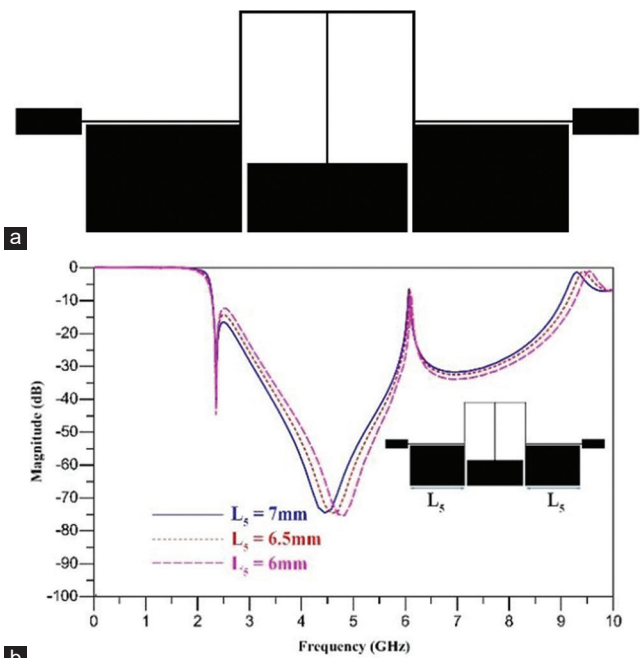 a
0
-10
-20
-30
-40
-50
-60
-70
-80
-90
-100
Magnitude (dB)
L₅ L₅
L₅ = 7mm
L₅ = 6.5mm
L₅ = 6mm
0 1 2 3 4 5 6 7 8 9 10
Frequency (GHz)
b